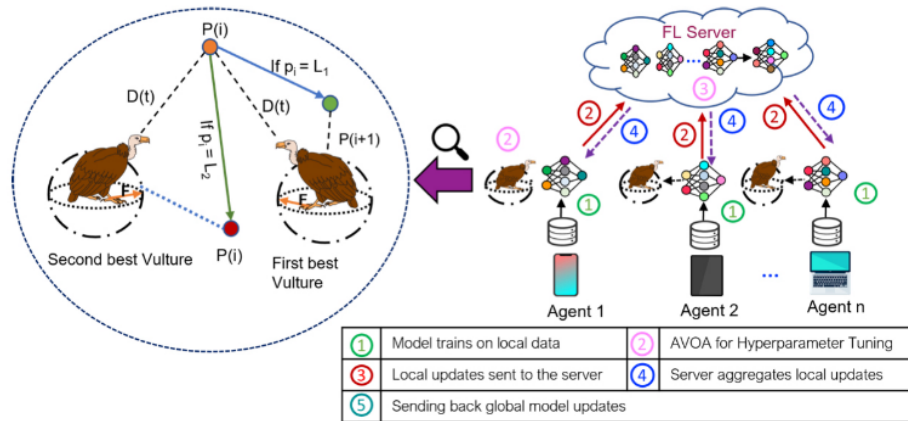 P(i)
If pᵢ = L₁
D(t)
D(t)
If pᵢ = L₂
P(i+1)
F
F
P(i)
Second best Vulture
First best
Vulture
FL Server
...
3
2
4
2
4
2
4
2
1
1
1
Agent 1
Agent 2
...
Agent n
1 Model trains on local data
2 AVOA for Hyperparameter Tuning
3 Local updates sent to the server
4 Server aggregates local updates
5 Sending back global model updates